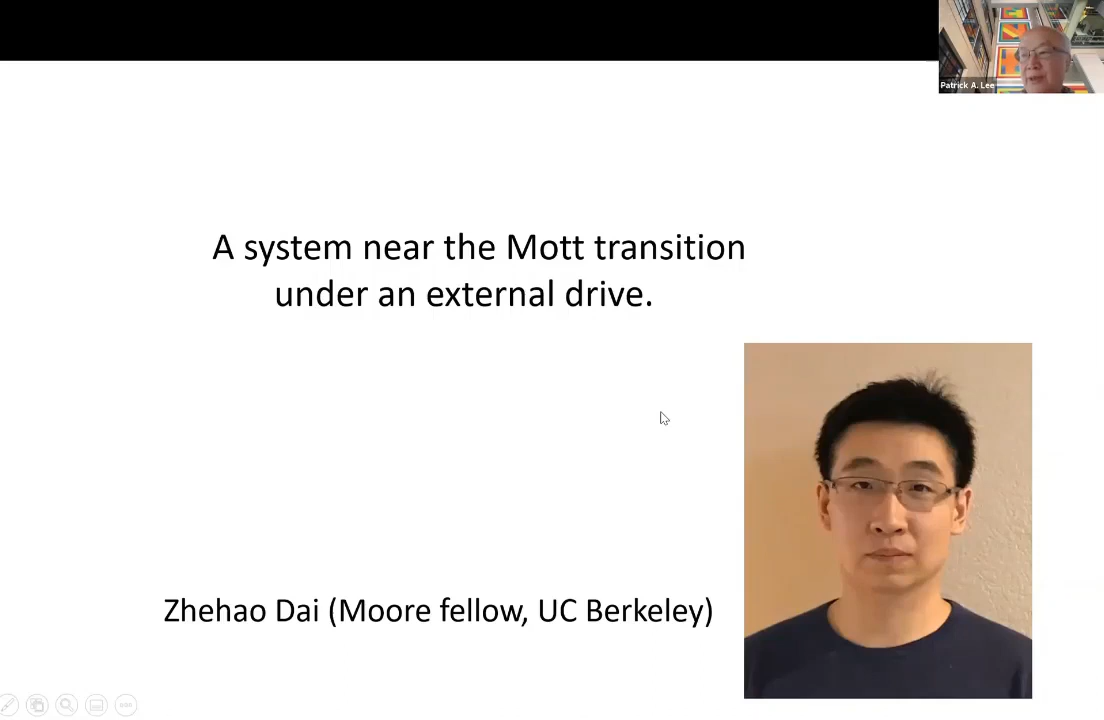 Patrick A. Lee
A system near the Mott transition
under an external drive.
Zhehao Dai (Moore fellow, UC Berkeley)